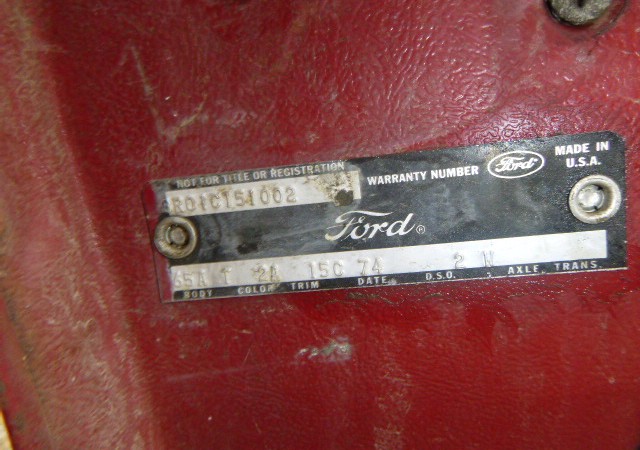 NOT FOR TITLE OR REGISTRATION
6R01C151002
WARRANTY NUMBER
Ford
MADE IN
U.S.A.
Ford®
65A T 2A 15C 74 2 W
BODY COLOR TRIM DATE D.S.O. AXLE TRANS.